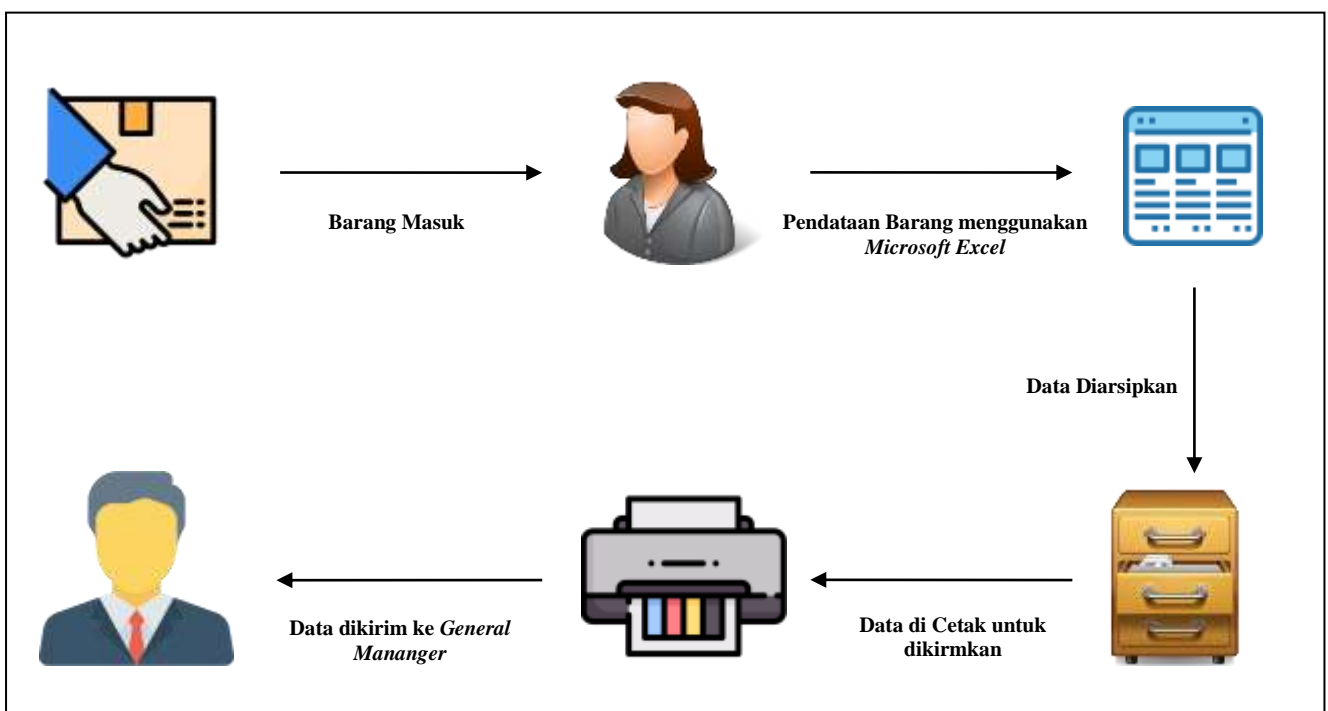 Barang Masuk
Pendataan Barang menggunakan
Microsoft Excel
Data Diarsipkan
Data dikirim ke General
Mananger
Data di Cetak untuk
dikirmkan